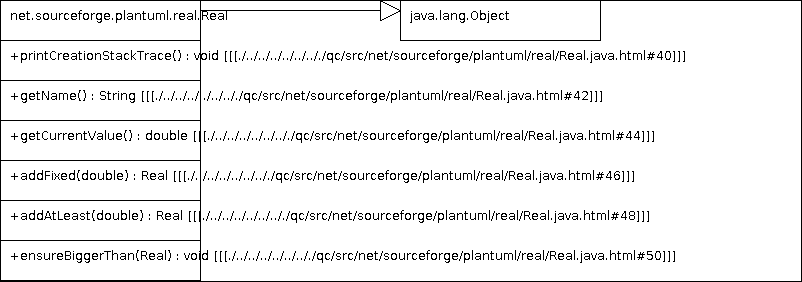 net.sourceforge.plantuml.real.Real
java.lang.Object
+printCreationStackTrace() : void [[[./../../../../../../../qc/src/net/sourceforge/plantuml/real/Real.java.html#40]]]
+getName() : String [[[./../../../../../../../qc/src/net/sourceforge/plantuml/real/Real.java.html#42]]]
+getCurrentValue() : double [[[./../../../../../../../qc/src/net/sourceforge/plantuml/real/Real.java.html#44]]]
+addFixed(double) : Real [[[./../../../../../../../qc/src/net/sourceforge/plantuml/real/Real.java.html#46]]]
+addAtLeast(double) : Real [[[./../../../../../../../qc/src/net/sourceforge/plantuml/real/Real.java.html#48]]]
+ensureBiggerThan(Real) : void [[[./../../../../../../../qc/src/net/sourceforge/plantuml/real/Real.java.html#50]]]